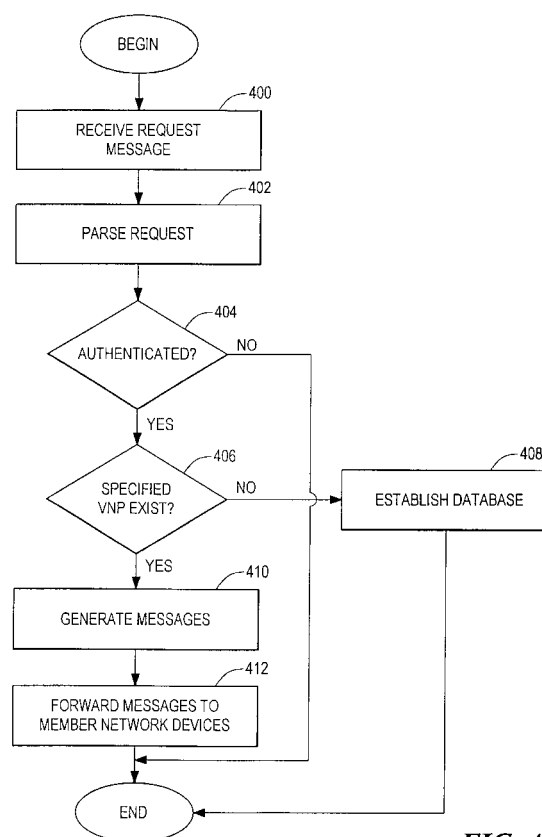 BEGIN
400
RECEIVE REQUEST
MESSAGE
402
PARSE REQUEST
404
AUTHENTICATED?
NO
YES
406
SPECIFIED
VNP EXIST?
NO
408
ESTABLISH DATABASE
YES
410
GENERATE MESSAGES
412
FORWARD MESSAGES TO
MEMBER NETWORK DEVICES
END